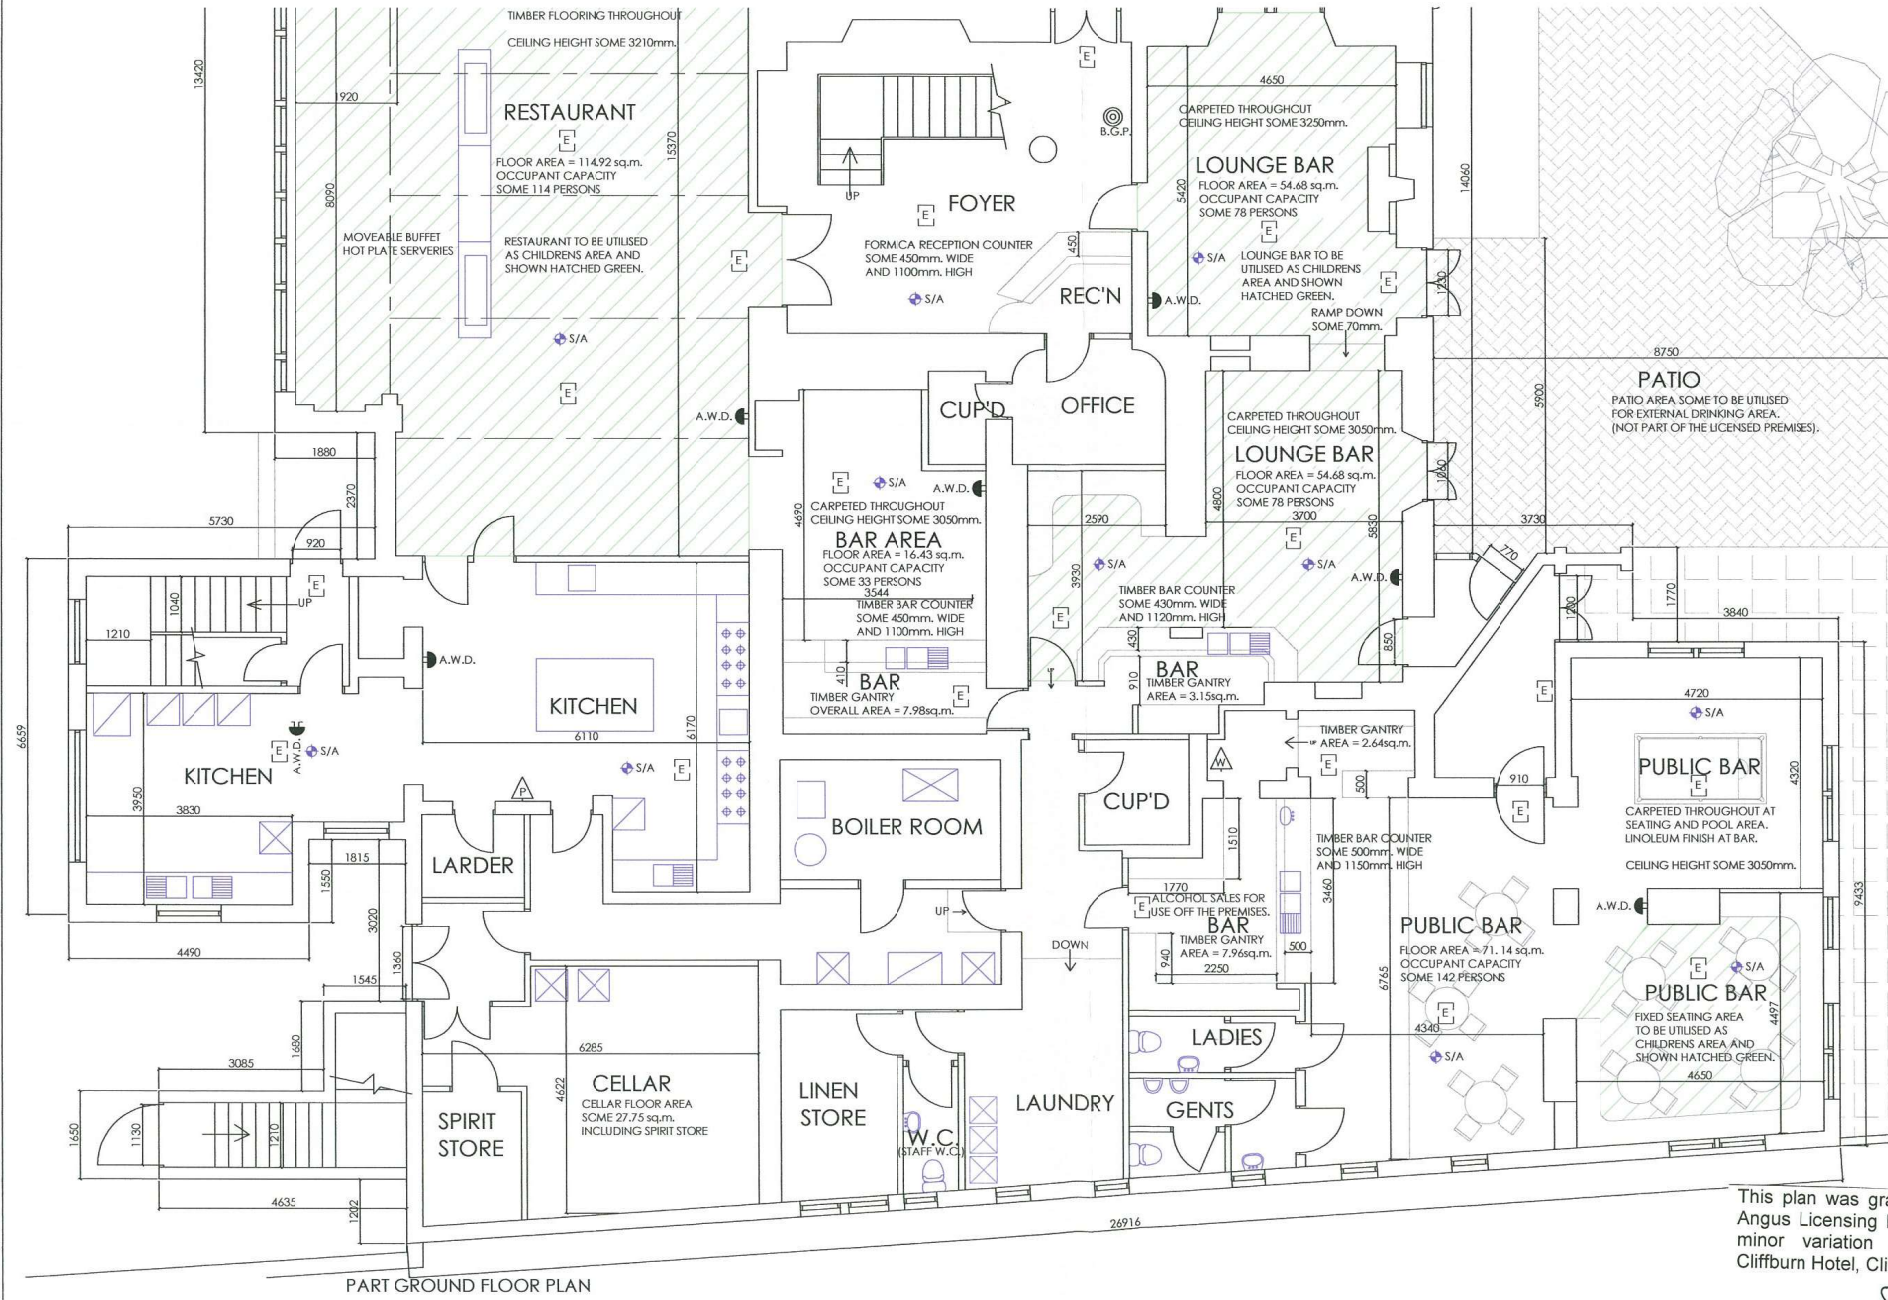 TIMBER FLOORING THROUGHOUT
CEILING HEIGHT SOME 3210mm.
13420
1920
RESTAURANT
E
FLOOR AREA = 114.92 sq.m.
OCCUPANT CAPACITY
SOME 114 PERSONS
15370
8090
MOVEABLE BUFFET
HOT PLATE SERVERIES
RESTAURANT TO BE UTILISED
AS CHILDRENS AREA AND
SHOWN HATCHED GREEN.
E
S/A
E
A.W.D.
UP
E
B.G.P.
FOYER
E
FORMICA RECEPTION COUNTER
SOME 450mm. WIDE
AND 1100mm. HIGH
S/A
450
REC'N
4650
CARPETED THROUGHOUT
CEILING HEIGHT SOME 3250mm.
LOUNGE BAR
FLOOR AREA = 54.68 sq.m.
OCCUPANT CAPACITY
SOME 78 PERSONS
5420
E
S/A
LOUNGE BAR TO BE
UTILISED AS CHILDRENS
AREA AND SHOWN
HATCHED GREEN.
E
A.W.D.
RAMP DOWN
SOME 70mm.
1230
14060
8750
PATIO
PATIO AREA SOME TO BE UTILISED
FOR EXTERNAL DRINKING AREA.
(NOT PART OF THE LICENSED PREMISES).
5900
CUP'D
OFFICE
CARPETED THROUGHOUT
CEILING HEIGHT SOME 3050mm.
LOUNGE BAR
FLOOR AREA = 54.68 sq.m.
OCCUPANT CAPACITY
SOME 78 PERSONS
4800
3700
5830
E
S/A
A.W.D.
3730
770
1200
1770
3840
850
1880
2370
5730
920
E
S/A
A.W.D.
CARPETED THROUGHOUT
CEILING HEIGHT SOME 3050mm.
BAR AREA
FLOOR AREA = 16.43 sq.m.
OCCUPANT CAPACITY
SOME 33 PERSONS
3544
4690
TIMBER BAR COUNTER
SOME 450mm. WIDE
AND 1100mm. HIGH
410
BAR
TIMBER GANTRY
OVERALL AREA = 7.98sq.m.
E
2590
3930
S/A
E
TIMBER BAR COUNTER
SOME 430mm. WIDE
AND 1120mm. HIGH
430
910
BAR
TIMBER GANTRY
AREA = 3.15sq.m.
UP
1040
UP
E
1210
6659
A.W.D.
KITCHEN
6110
6170
S/A
E
P
E
A.W.D.
S/A
KITCHEN
3950
3830
1815
1550
3020
4490
LARDER
BOILER ROOM
UP
CUP'D
W
TIMBER GANTRY
AREA = 2.64sq.m.
UP
E
500
1510
1770
TIMBER BAR COUNTER
SOME 500mm. WIDE
AND 1150mm. HIGH
3460
E
ALCOHOL SALES FOR
USE OFF THE PREMISES.
BAR
TIMBER GANTRY
AREA = 7.96sq.m.
940
2250
500
DOWN
E
910
E
4720
S/A
PUBLIC BAR
E
4320
CARPETED THROUGHOUT AT
SEATING AND POOL AREA.
LINOLEUM FINISH AT BAR.
CEILING HEIGHT SOME 3050mm.
A.W.D.
9433
PUBLIC BAR
FLOOR AREA = 71.14 sq.m.
OCCUPANT CAPACITY
SOME 142 PERSONS
6765
E
S/A
4340
E
S/A
PUBLIC BAR
FIXED SEATING AREA
TO BE UTILISED AS
CHILDRENS AREA AND
SHOWN HATCHED GREEN.
4497
4650
1360
1545
1680
3085
1650
1130
1210
4635
1202
SPIRIT
STORE
6285
4622
CELLAR
CELLAR FLOOR AREA
SOME 27.75 sq.m.
INCLUDING SPIRIT STORE
LINEN
STORE
W.C.
(STAFF W.C.)
LAUNDRY
LADIES
GENTS
26916
PART GROUND FLOOR PLAN
This plan was gra
Angus Licensing
minor variation
Cliffburn Hotel, Cli